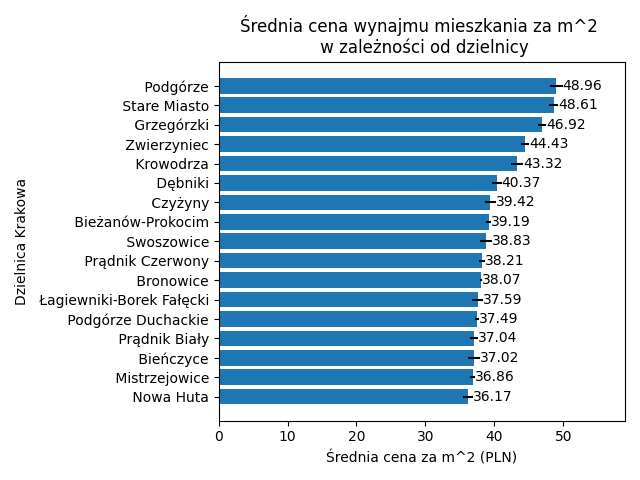 Średnia cena wynajmu mieszkania za m^2
w zależności od dzielnicy
Dzielnica Krakowa
Podgórze 48.96
Stare Miasto 48.61
Grzegórzki 46.92
Zwierzyniec 44.43
Krowodrza 43.32
Dębniki 40.37
Czyżyny 39.42
Bieżanów-Prokocim 39.19
Swoszowice 38.83
Prądnik Czerwony 38.21
Bronowice 38.07
Łagiewniki-Borek Fałęcki 37.59
Podgórze Duchackie 37.49
Prądnik Biały 37.04
Bieńczyce 37.02
Mistrzejowice 36.86
Nowa Huta 36.17
0 10 20 30 40 50
Średnia cena za m^2 (PLN)